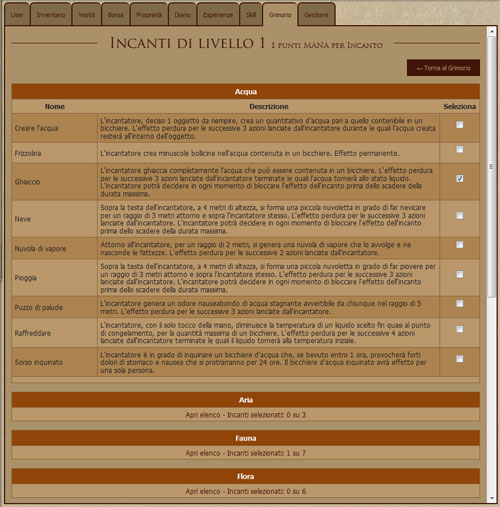 User Inventario Vestiti Borsa Proprietà Diario Esperienze Skill Grimorio Gestione
Incanti di livello 1 1 punti MANA per Incanto
← Torna al Grimorio
Acqua
Nome Descrizione Seleziona
Creare l'acqua
L'incantatore, deciso 1 oggetto da riempire, crea un quantitativo d'acqua pari a quello contenibile in un
bicchiere. L'effetto perdura per le successive 3 azioni lanciate dall'incantatore durante le quali l'acqua creata
resterà all'interno dell'oggetto.
Frizzolina
L'incantatore crea minuscole bollicine nell'acqua contenuta in un bicchiere. Effetto permanente.
Ghiaccio
L'incantatore ghiaccia completamente l'acqua che può essere contenuta in un bicchiere. L'effetto perdura
per le successive 3 azioni lanciate dall'incantatore terminate le quali l'acqua tornerà allo stato liquido.
L'incantatore potrà decidere in ogni momento di bloccare l'effetto dell'incanto prima dello scadere della
durata massima.
Neve
Sopra la testa dell'incantatore, a 4 metri di altezza, si forma una piccola nuvoletta in grado di far nevicare
per un raggio di 3 metri attorno e sopra l'incantatore stesso. L'effetto perdura per le successive 3 azioni
lanciate dall'incantatore. L'incantatore potrà decidere in ogni momento di bloccare l'effetto dell'incanto
prima dello scadere della durata massima.
Nuvola di vapore
Attorno all'incantatore, per un raggio di 2 metri, si genera una nuvola di vapore che lo avvolge e ne
nasconde le fattezze. L'effetto perdura per le successive 2 azioni lanciate dall'incantatore.
Pioggia
Sopra la testa dell'incantatore, a 4 metri di altezza, si forma una piccola nuvoletta in grado di far piovere per
un raggio di 3 metri attorno e sopra l'incantatore stesso. L'effetto perdura per le successive 3 azioni
lanciate dall'incantatore. L'incantatore potrà decidere in ogni momento di bloccare l'effetto dell'incanto
prima dello scadere della durata massima.
Puzzo di palude
L'incantatore genera un odore nauseabondo di acqua stagnante avvertibile da chiunque nel raggio di 5
metri. L'effetto perdura per le successive 3 azioni lanciate dall'incantatore.
Raffreddare
L'incantatore, con il solo tocco della mano, diminuisce la temperatura di un liquido scelto fin quasi al punto
di congelamento, per la quantità massima di un bicchiere. L'effetto perdura per le successive 4 azioni
lanciate dall'incantatore terminate le quali il liquido tornerà alla temperatura iniziale.
Sorso inquinato
L'incantatore è in grado di inquinare un bicchiere d'acqua che, se bevuto entro 1 ora, provocherà forti
dolori di stomaco e nausea che si protrarranno per 24 ore. Il bicchiere d'acqua inquinato avrà effetto per
una sola persona.
Aria
Apri elenco - Incanti selezionati: 0 su 3
Fauna
Apri elenco - Incanti selezionati: 1 su 7
Flora
Apri elenco - Incanti selezionati: 0 su 6